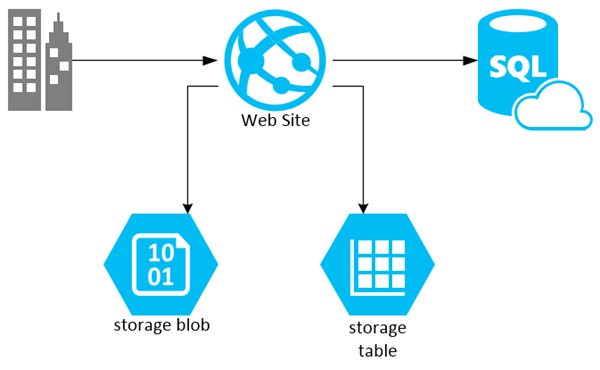 SQL
Web Site
10
01
storage blob
storage
table